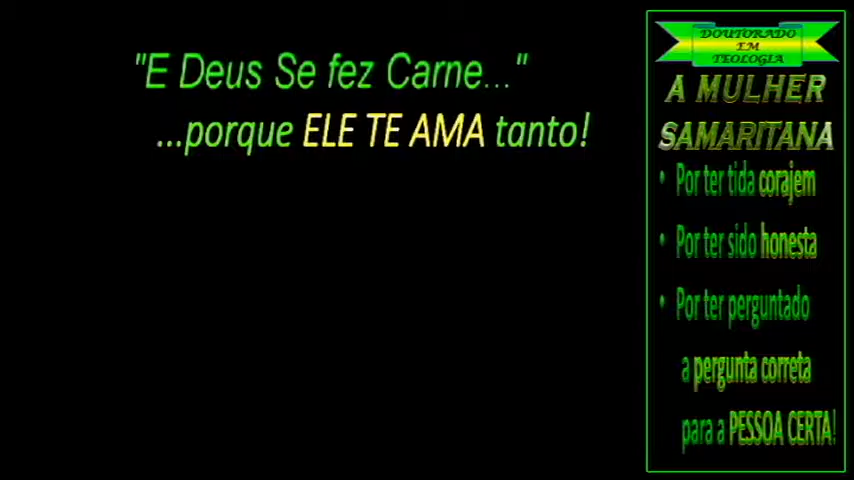 "E Deus Se fez Carne..."
...porque ELE TE AMA tanto!
DOUTORADO
EM
TEOLOGIA
A MULHER
SAMARITANA
• Por ter tida corajem
• Por ter sido honesta
• Por ter perguntado
a pergunta correta
para a PESSOA CERTA!